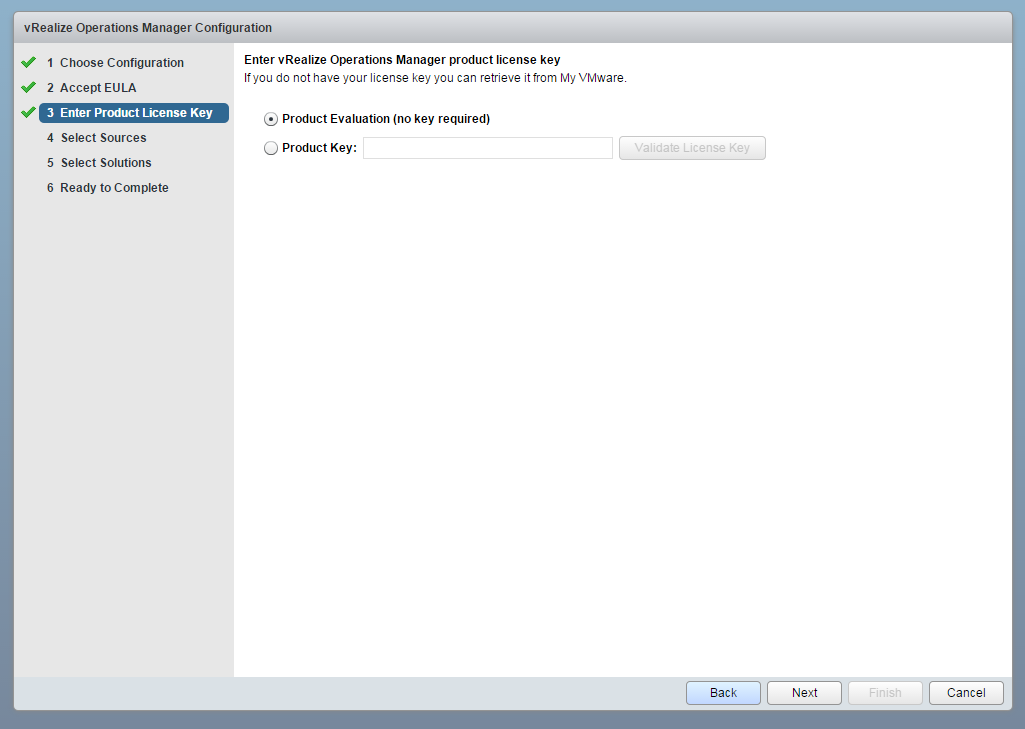 vRealize Operations Manager Configuration
1 Choose Configuration
2 Accept EULA
3 Enter Product License Key
4 Select Sources
5 Select Solutions
6 Ready to Complete
Enter vRealize Operations Manager product license key
If you do not have your license key you can retrieve it from My VMware.
Product Evaluation (no key required)
Product Key: Validate License Key
Back Next Finish Cancel